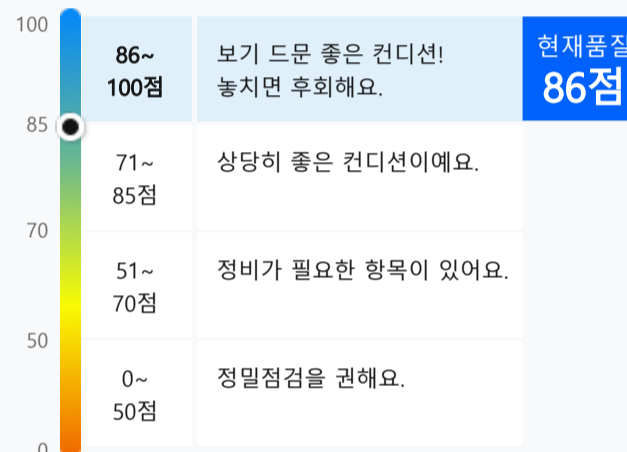 100
86~
100점
보기 드문 좋은 컨디션!
놓치면 후회해요.
현재품질
86점
85
71~
85점
상당히 좋은 컨디션이예요.
70
51~
70점
정비가 필요한 항목이 있어요.
50
0~
50점
정밀점검을 권해요.
0